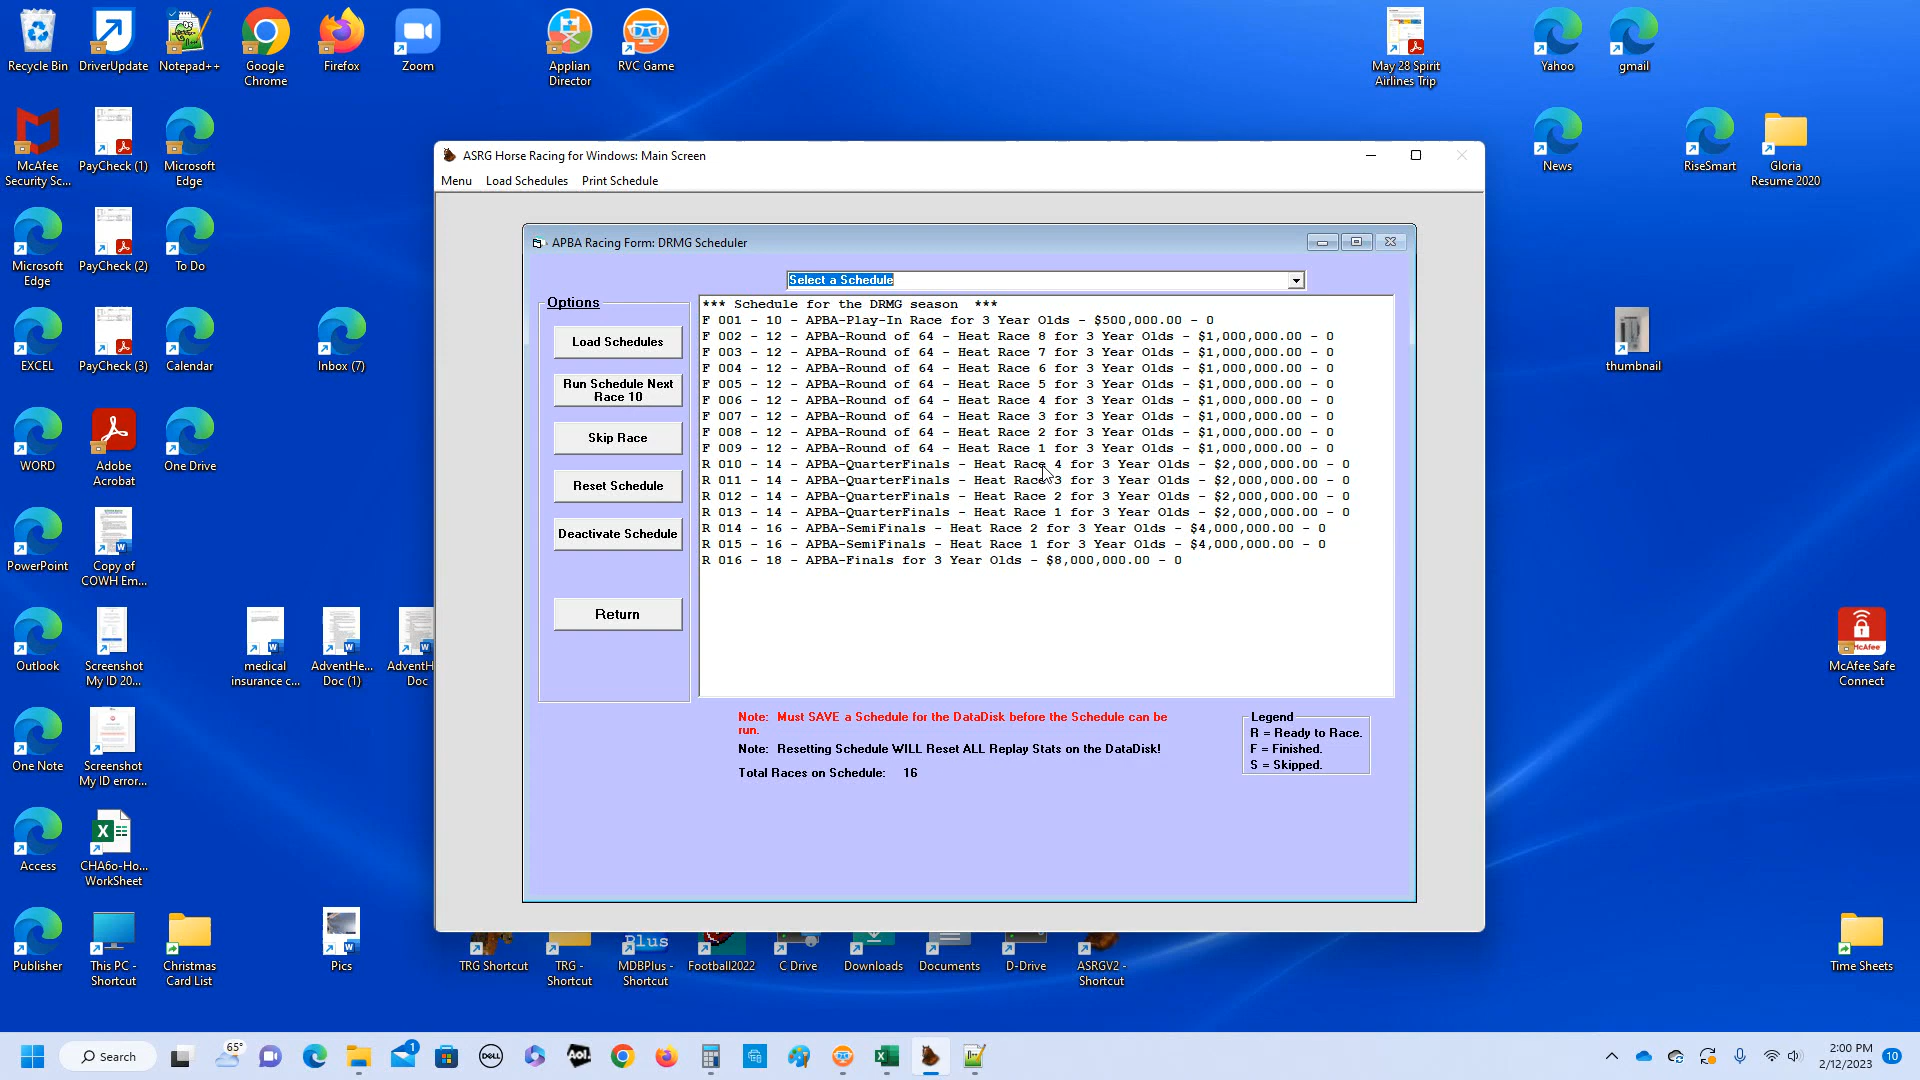 Recycle Bin
DriverUpdate
Notepad++
Google
Chrome
Firefox
Zoom
Applian
Director
RVC Game
May 28 Spirit
Airlines Trip
Yahoo
gmail
McAfee
Security Sc...
PayCheck (1)
Microsoft
Edge
News
RiseSmart
Gloria
Resume 2020
ASRG Horse Racing for Windows: Main Screen
Menu Load Schedules Print Schedule
Microsoft
Edge
PayCheck (2)
To Do
APBA Racing Form: DRMG Scheduler
Select a Schedule
Options
Load Schedules
Run Schedule Next
Race 10
Skip Race
Reset Schedule
Deactivate Schedule
Return
*** Schedule for the DRMG season ***
F 001 - 10 - APBA-Play-In Race for 3 Year Olds - $500,000.00 - 0
F 002 - 12 - APBA-Round of 64 - Heat Race 8 for 3 Year Olds - $1,000,000.00 - 0
F 003 - 12 - APBA-Round of 64 - Heat Race 7 for 3 Year Olds - $1,000,000.00 - 0
F 004 - 12 - APBA-Round of 64 - Heat Race 6 for 3 Year Olds - $1,000,000.00 - 0
F 005 - 12 - APBA-Round of 64 - Heat Race 5 for 3 Year Olds - $1,000,000.00 - 0
F 006 - 12 - APBA-Round of 64 - Heat Race 4 for 3 Year Olds - $1,000,000.00 - 0
F 007 - 12 - APBA-Round of 64 - Heat Race 3 for 3 Year Olds - $1,000,000.00 - 0
F 008 - 12 - APBA-Round of 64 - Heat Race 2 for 3 Year Olds - $1,000,000.00 - 0
F 009 - 12 - APBA-Round of 64 - Heat Race 1 for 3 Year Olds - $1,000,000.00 - 0
R 010 - 14 - APBA-QuarterFinals - Heat Race 4 for 3 Year Olds - $2,000,000.00 - 0
R 011 - 14 - APBA-QuarterFinals - Heat Race 3 for 3 Year Olds - $2,000,000.00 - 0
R 012 - 14 - APBA-QuarterFinals - Heat Race 2 for 3 Year Olds - $2,000,000.00 - 0
R 013 - 14 - APBA-QuarterFinals - Heat Race 1 for 3 Year Olds - $2,000,000.00 - 0
R 014 - 16 - APBA-SemiFinals - Heat Race 2 for 3 Year Olds - $4,000,000.00 - 0
R 015 - 16 - APBA-SemiFinals - Heat Race 1 for 3 Year Olds - $4,000,000.00 - 0
R 016 - 18 - APBA-Finals for 3 Year Olds - $8,000,000.00 - 0
Note: Must SAVE a Schedule for the DataDisk before the Schedule can be
run.
Note: Resetting Schedule WILL Reset ALL Replay Stats on the DataDisk!
Total Races on Schedule: 16
Legend
R = Ready to Race.
F = Finished.
S = Skipped.
EXCEL
PayCheck (3)
Calendar
Inbox (7)
thumbnail
WORD
Adobe
Acrobat
One Drive
PowerPoint
Copy of
COWH Em...
Outlook
Screenshot
My ID 20...
medical
insurance c...
AdventHe...
Doc (1)
AdventH
Doc
McAfee
McAfee Safe
Connect
One Note
Screenshot
My ID error...
Access
CHA6o-Ho...
WorkSheet
Publisher
This PC -
Shortcut
Christmas
Card List
Pics
TRG Shortcut
TRG -
Shortcut
Plus
MDBPlus -
Shortcut
Football2022
C Drive
Downloads
Documents
D-Drive
ASRGV2 -
Shortcut
Time Sheets
Search
65°
1
DELL
Aol.
2:00 PM
2/12/2023
10